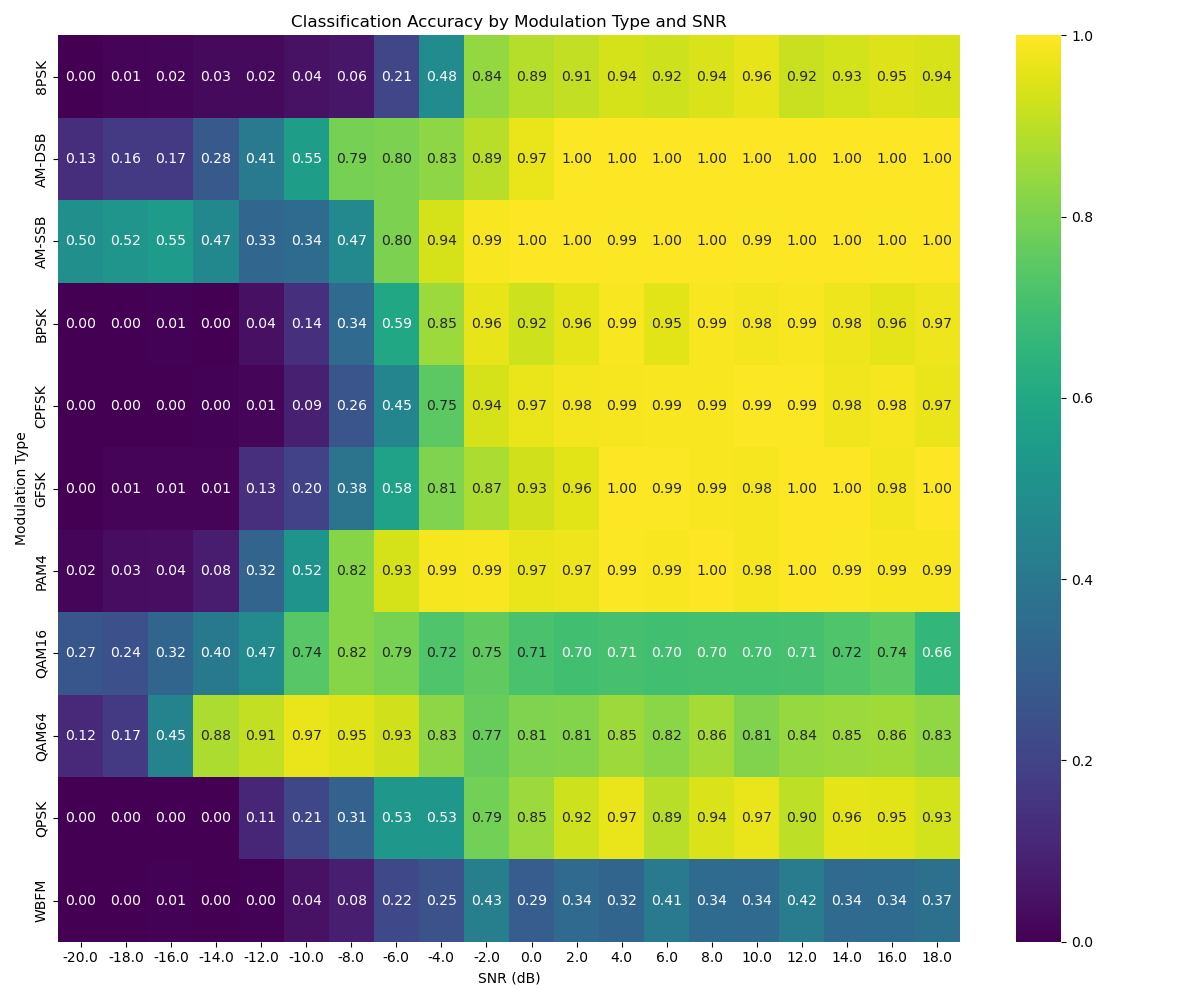 Classification Accuracy by Modulation Type and SNR
8PSK 0.00 0.01 0.02 0.03 0.02 0.04 0.06 0.21 0.48 0.84 0.89 0.91 0.94 0.92 0.94 0.96 0.92 0.93 0.95 0.94
AM-DSB 0.13 0.16 0.17 0.28 0.41 0.55 0.79 0.80 0.83 0.89 0.97 1.00 1.00 1.00 1.00 1.00 1.00 1.00 1.00 1.00
AM-SSB 0.50 0.52 0.55 0.47 0.33 0.34 0.47 0.80 0.94 0.99 1.00 1.00 0.99 1.00 1.00 0.99 1.00 1.00 1.00 1.00
BPSK 0.00 0.00 0.01 0.00 0.04 0.14 0.34 0.59 0.85 0.96 0.92 0.96 0.99 0.95 0.99 0.98 0.99 0.98 0.96 0.97
CPFSK 0.00 0.00 0.00 0.00 0.01 0.09 0.26 0.45 0.75 0.94 0.97 0.98 0.99 0.99 0.99 0.99 0.99 0.98 0.98 0.97
GFSK 0.00 0.01 0.01 0.01 0.13 0.20 0.38 0.58 0.81 0.87 0.93 0.96 1.00 0.99 0.99 0.98 1.00 1.00 0.98 1.00
PAM4 0.02 0.03 0.04 0.08 0.32 0.52 0.82 0.93 0.99 0.99 0.97 0.97 0.99 0.99 1.00 0.98 1.00 0.99 0.99 0.99
QAM16 0.27 0.24 0.32 0.40 0.47 0.74 0.82 0.79 0.72 0.75 0.71 0.70 0.71 0.70 0.70 0.70 0.71 0.72 0.74 0.66
QAM64 0.12 0.17 0.45 0.88 0.91 0.97 0.95 0.93 0.83 0.77 0.81 0.81 0.85 0.82 0.86 0.81 0.84 0.85 0.86 0.83
QPSK 0.00 0.00 0.00 0.00 0.11 0.21 0.31 0.53 0.53 0.79 0.85 0.92 0.97 0.89 0.94 0.97 0.90 0.96 0.95 0.93
WBFM 0.00 0.00 0.01 0.00 0.00 0.04 0.08 0.22 0.25 0.43 0.29 0.34 0.32 0.41 0.34 0.34 0.42 0.34 0.34 0.37
-20.0 -18.0 -16.0 -14.0 -12.0 -10.0 -8.0 -6.0 -4.0 -2.0 0.0 2.0 4.0 6.0 8.0 10.0 12.0 14.0 16.0 18.0
SNR (dB)
Modulation Type
1.0
0.8
0.6
0.4
0.2
0.0